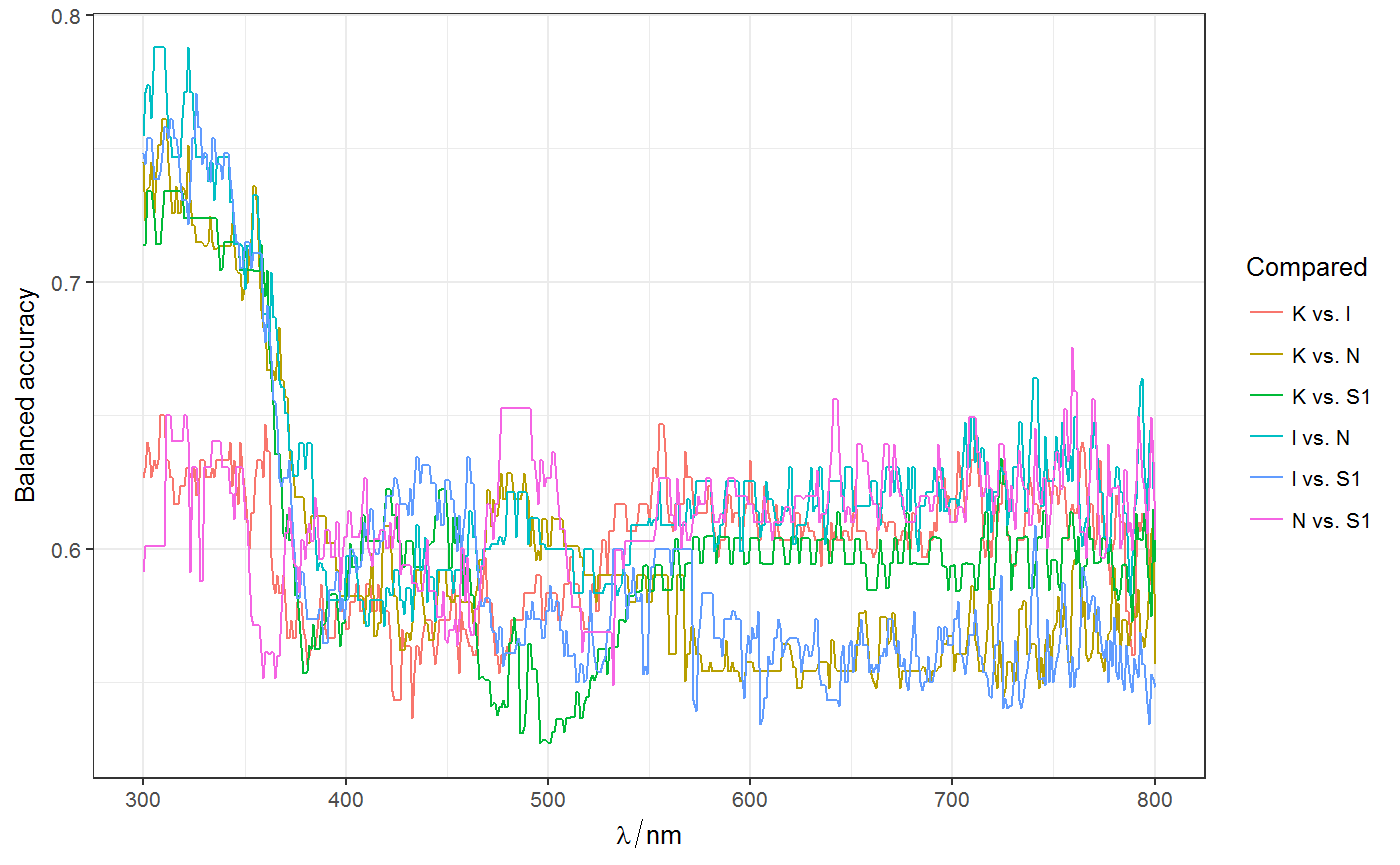 0.8
0.7
0.6
Balanced accuracy
300 400 500 600 700 800
λ/nm
Compared
K vs. I
K vs. N
K vs. S1
I vs. N
I vs. S1
N vs. S1